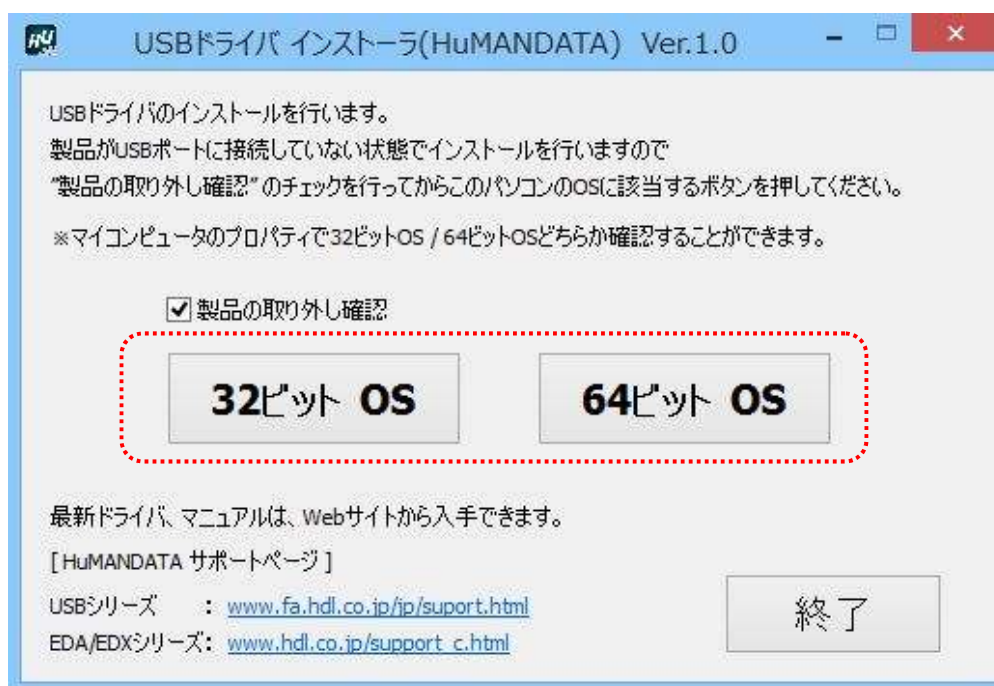 HU
USBドライバ インストーラ(HuMANDATA) Ver.1.0
USBドライバのインストールを行います。
製品がUSBポートに接続していない状態でインストールを行いますので
"製品の取り外し確認" のチェックを行ってからこのパソコンのOSに該当するボタンを押してください。
※マイコンピュータのプロパティで32ビットOS / 64ビットOSどちらか確認することができます。
製品の取り外し確認
32ビット OS 64ビット OS
最新ドライバ、マニュアルは、Webサイトから入手できます。
[ HuMANDATA サポートページ ]
USBシリーズ : www.fa.hdl.co.jp/jp/suport.html
EDA/EDXシリーズ: www.hdl.co.jp/support_c.html
終了